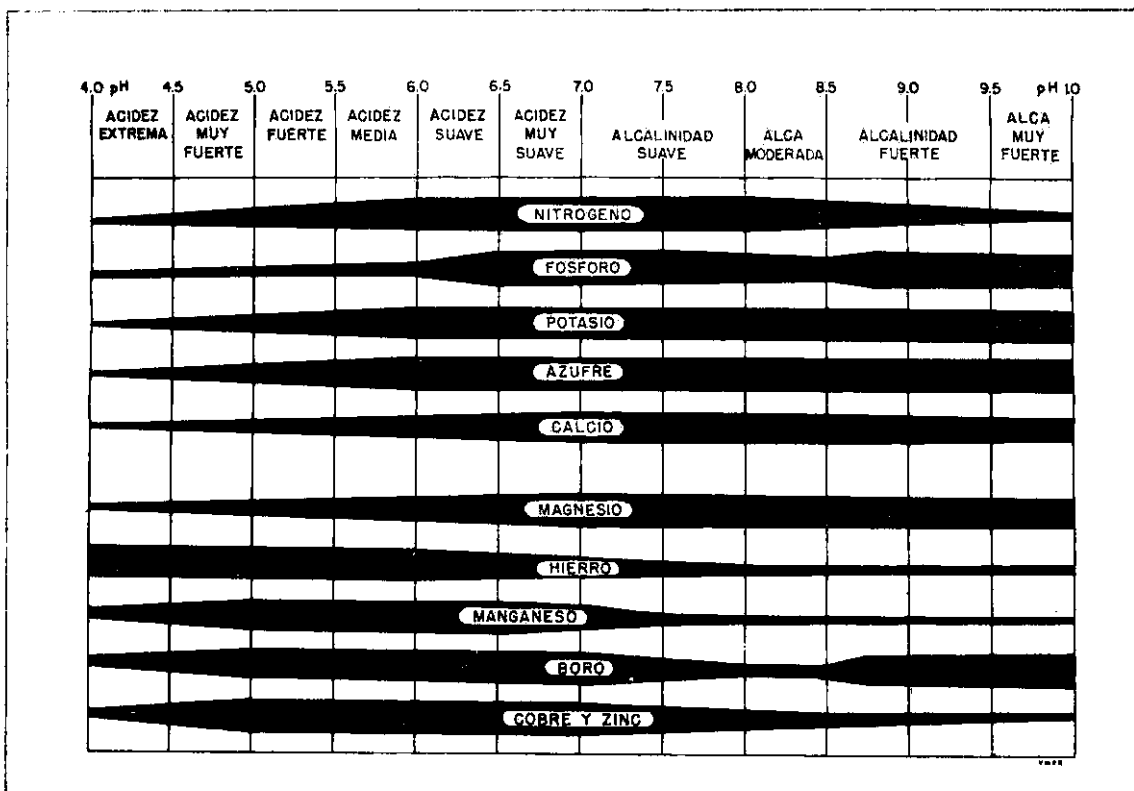 4.0 pH 4.5 5.0 5.5 6.0 6.5 7.0 7.5 8.0 8.5 9.0 9.5 pH 10
ACIDEZ EXTREMA
ACIDEZ MUY FUERTE
ACIDEZ FUERTE
ACIDEZ MEDIA
ACIDEZ SUAVE
ACIDEZ MUY SUAVE
ALCALINIDAD SUAVE
ALCA MODERADA
ALCALINIDAD FUERTE
ALCA MUY FUERTE
NITROGENO
FOSFORO
POTASIO
AZUFRE
CALCIO
MAGNESIO
HIERRO
MANGANESO
BORO
COBRE Y ZINC